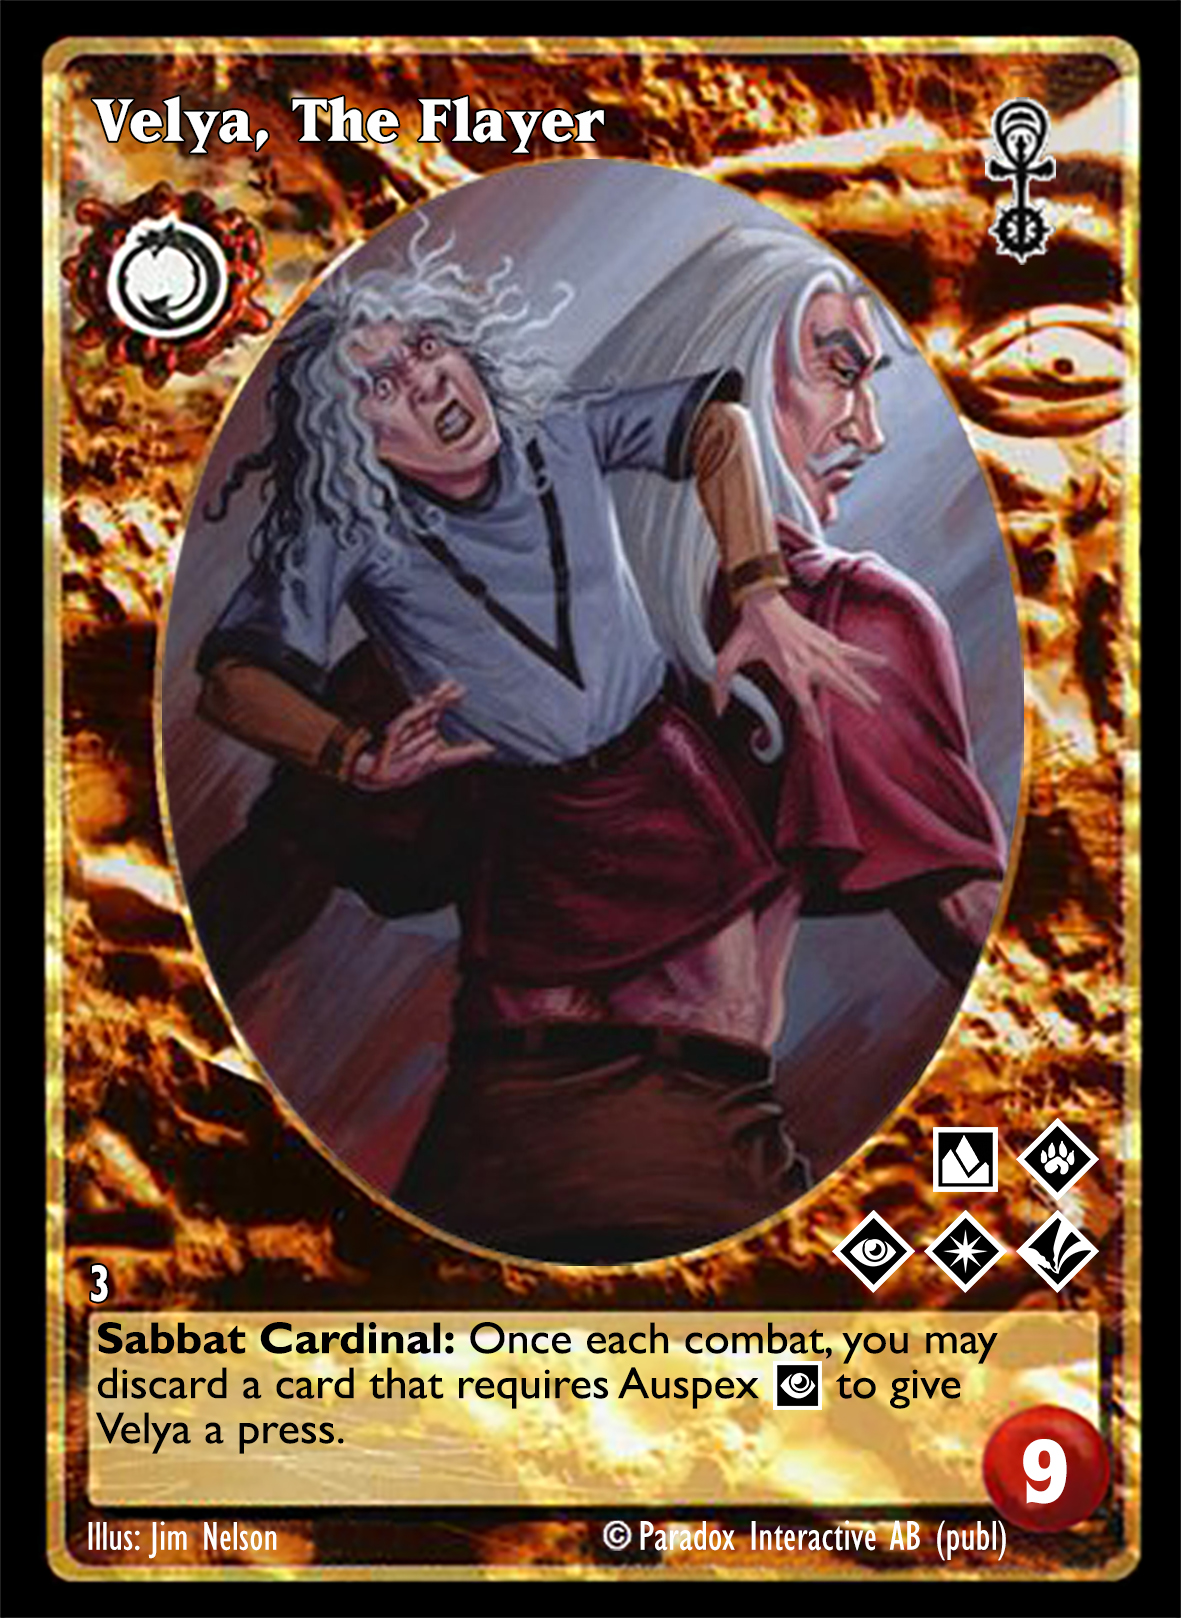 Velya, The Flayer
3
Sabbat Cardinal: Once each combat, you may
discard a card that requires Auspex to give
Velya a press.
9
Illus: Jim Nelson © Paradox Interactive AB (publ)